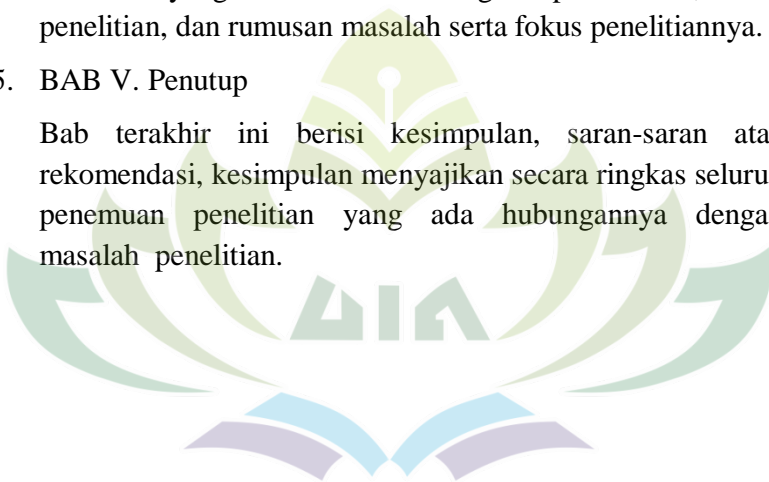 penelitian, dan rumusan masalah serta fokus penelitiannya.
5. BAB V. Penutup
Bab terakhir ini berisi kesimpulan, saran-saran ata
rekomendasi, kesimpulan menyajikan secara ringkas seluru
penemuan penelitian yang ada hubungannya denga
masalah penelitian.
UIN